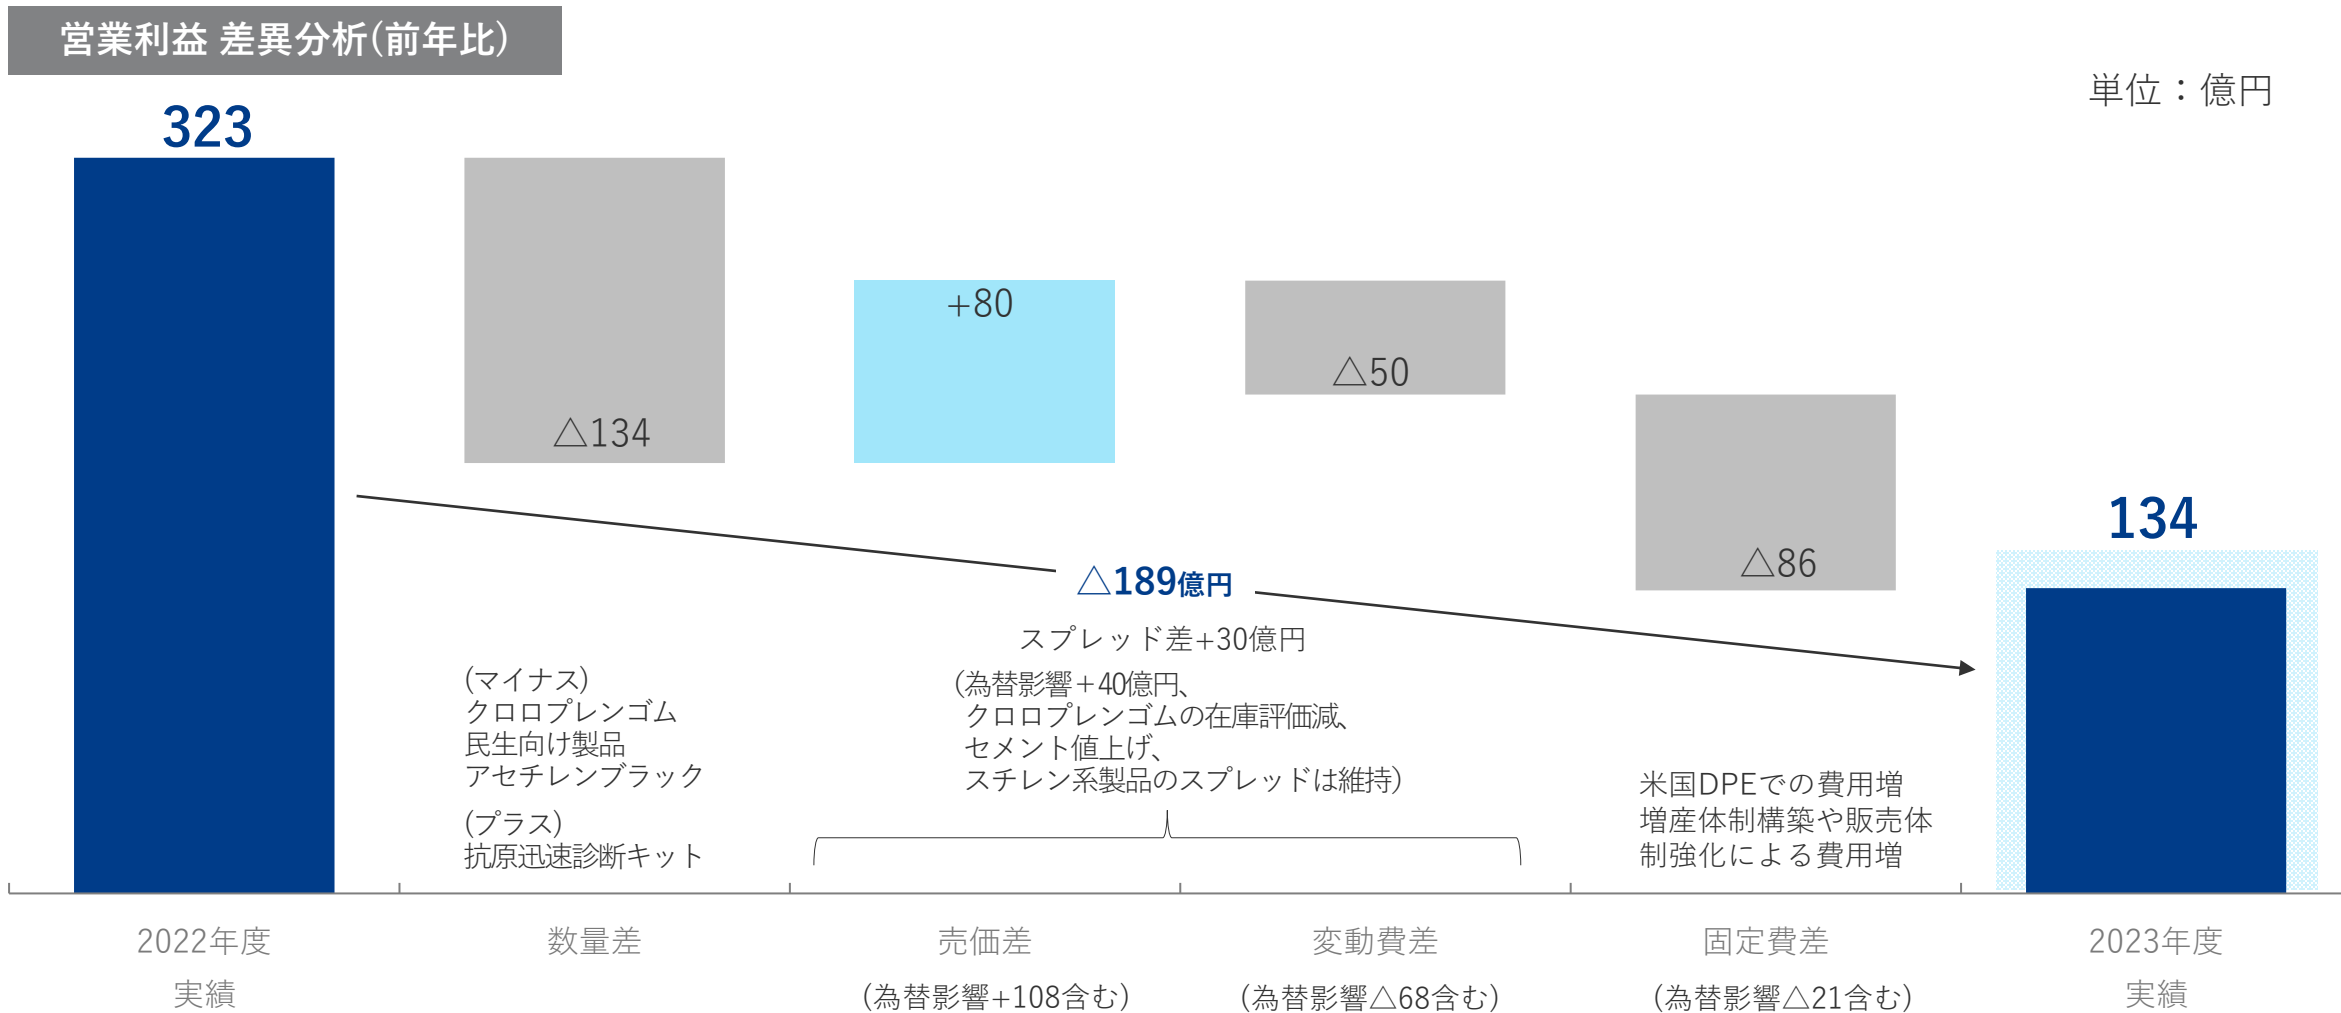 営業利益 差異分析(前年比)
単位：億円
323
△134
+80
△50
△86
134
△189億円
スプレッド差+30億円
(為替影響＋40億円、
クロロプレンゴムの在庫評価減、
セメント値上げ、
スチレン系製品のスプレッドは維持)
(マイナス)
クロロプレンゴム
民生向け製品
アセチレンブラック
(プラス)
抗原迅速診断キット
米国DPEでの費用増
増産体制構築や販売体
制強化による費用増
2022年度
実績
数量差
売価差
(為替影響+108含む)
変動費差
(為替影響△68含む)
固定費差
(為替影響△21含む)
2023年度
実績